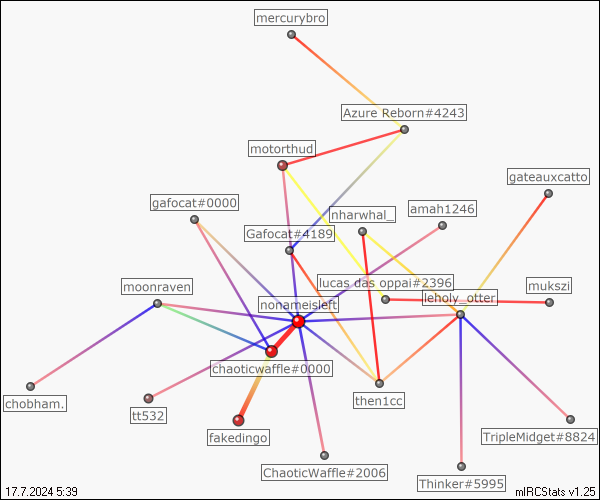 mercurybro
Azure Reborn#4243
motorthud
gateauxcatto
gafocat#0000
nharwhal_
amah1246
Gafocat#4189
lucas das oppai#2396
moonraven
mukszi
nonameisleft
leholy_otter
chaoticwaffle#0000
chobham.
then1cc
tt532
fakedingo
TripleMidget#8824
ChaoticWaffle#2006
Thinker#5995
17.7.2024 5:39
mIRCStats v1.25